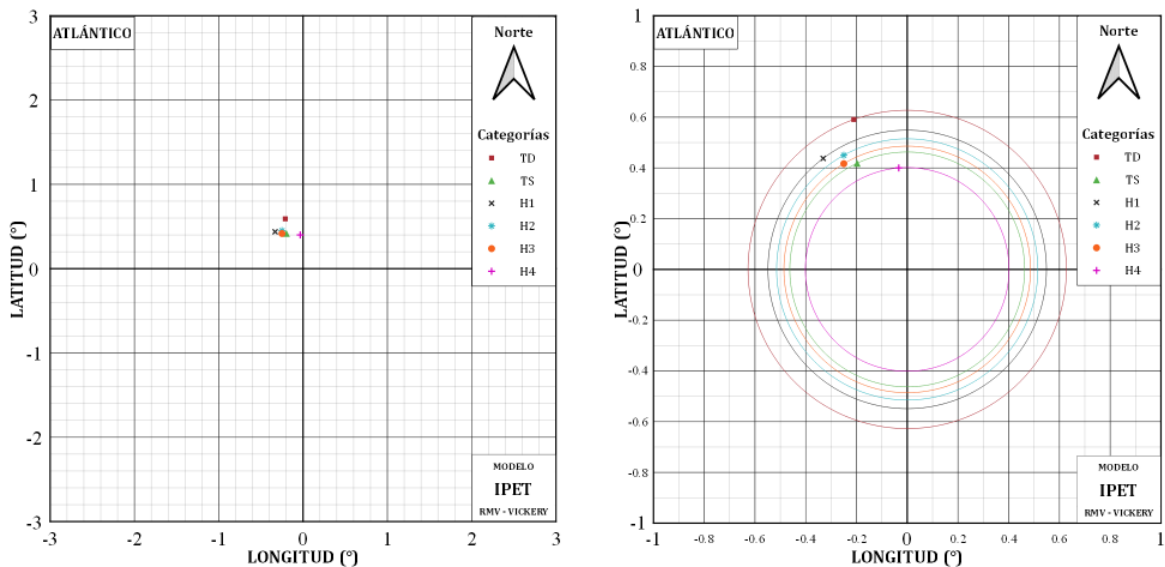 3
2
1
0
-1
-2
-3
LATITUD (°)
ATLÁNTICO
Norte
Categorías
TD
TS
H1
H2
H3
H4
MODELO
IPET
RMV - VICKERY
-3
-2
-1
0
1
2
3
LONGITUD (°)
1
0.8
0.6
0.4
0.2
0
-0.2
-0.4
-0.6
-0.8
-1
LATITUD (°)
ATLÁNTICO
Norte
Categorías
TD
TS
H1
H2
H3
H4
MODELO
IPET
RMV - VICKERY
-1
-0.8
-0.6
-0.4
-0.2
0
0.2
0.4
0.6
0.8
1
LONGITUD (°)